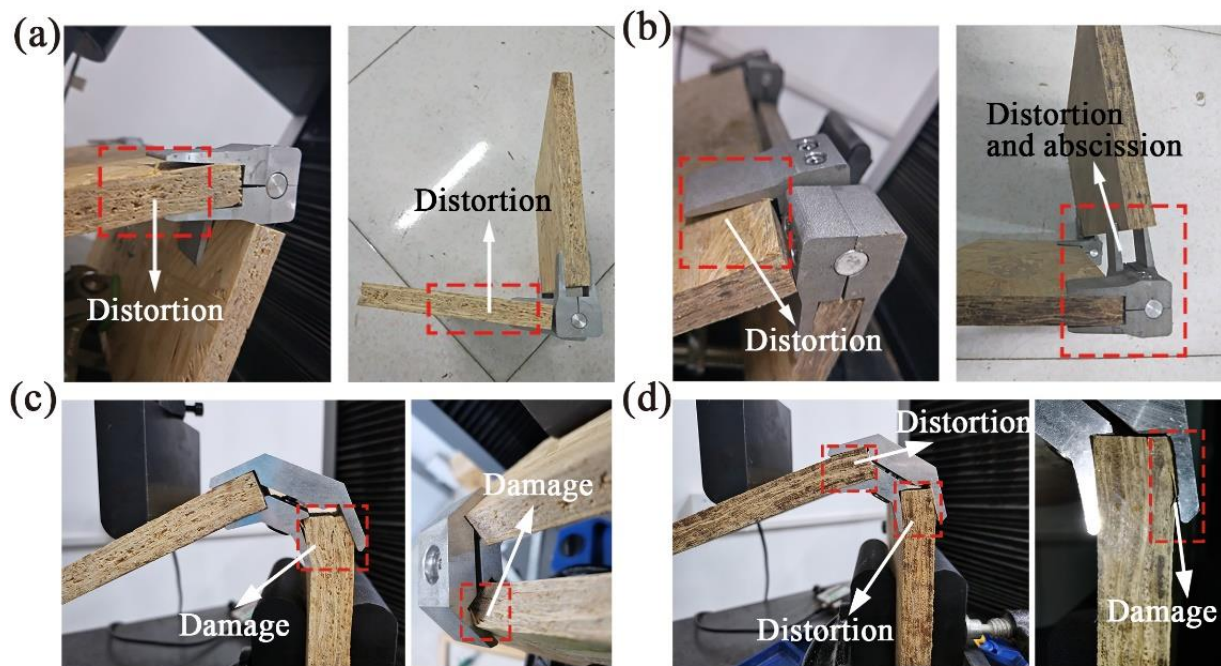 (a)
Distortion
Distortion
(b)
Distortion
Distortion
and abscission
(c)
Damage
Damage
(d)
Distortion
Distortion
Damage